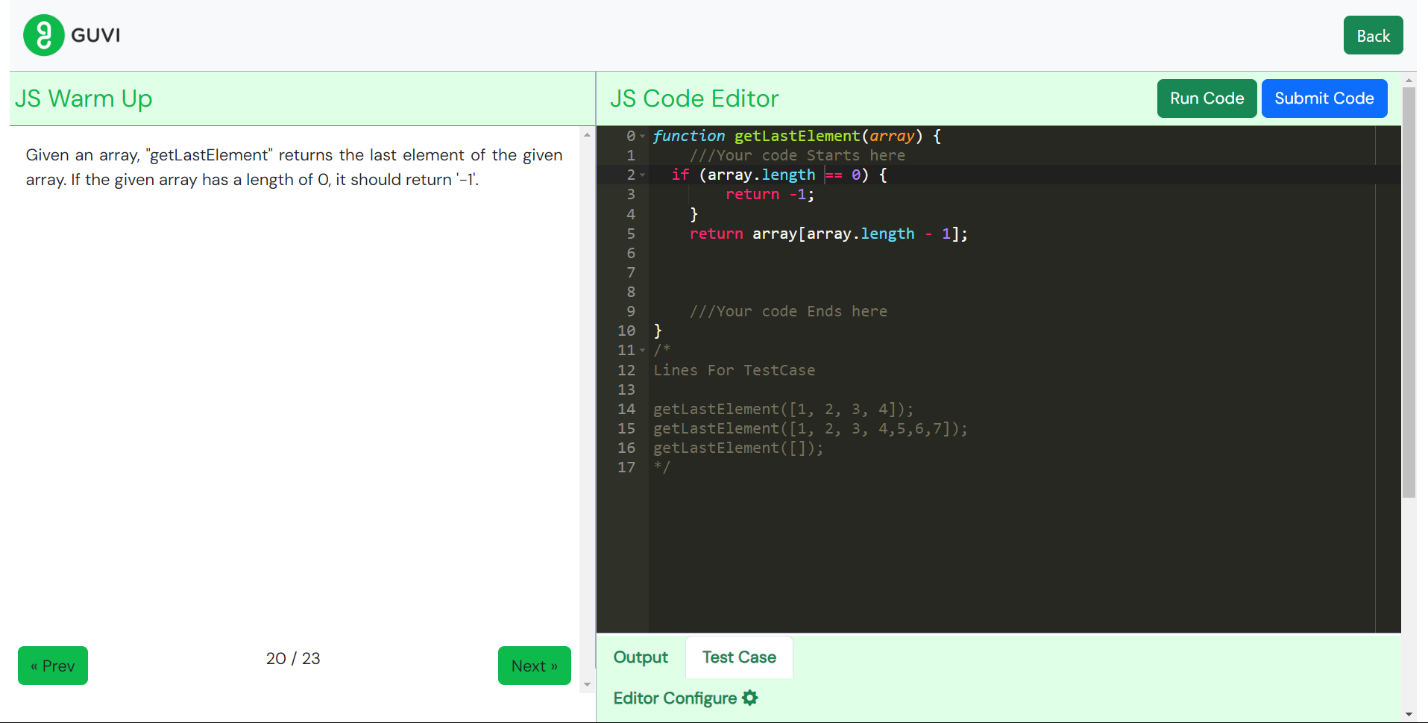 GUVI
Back
JS Warm Up
Given an array, "getLastElement" returns the last element of the given
array. If the given array has a length of 0, it should return '-1'.
« Prev
20 / 23
Next »
JS Code Editor
Run Code
Submit Code
0 function getLastElement(array) {
1 ///Your code Starts here
2 if (array.length == 0) {
3 return -1;
4 }
5 return array[array.length - 1];
6
7
8
9 ///Your code Ends here
10 }
11 /*
12 Lines For TestCase
13
14 getLastElement([1, 2, 3, 4]);
15 getLastElement([1, 2, 3, 4,5,6,7]);
16 getLastElement([]);
17 */
Output
Test Case
Editor Configure